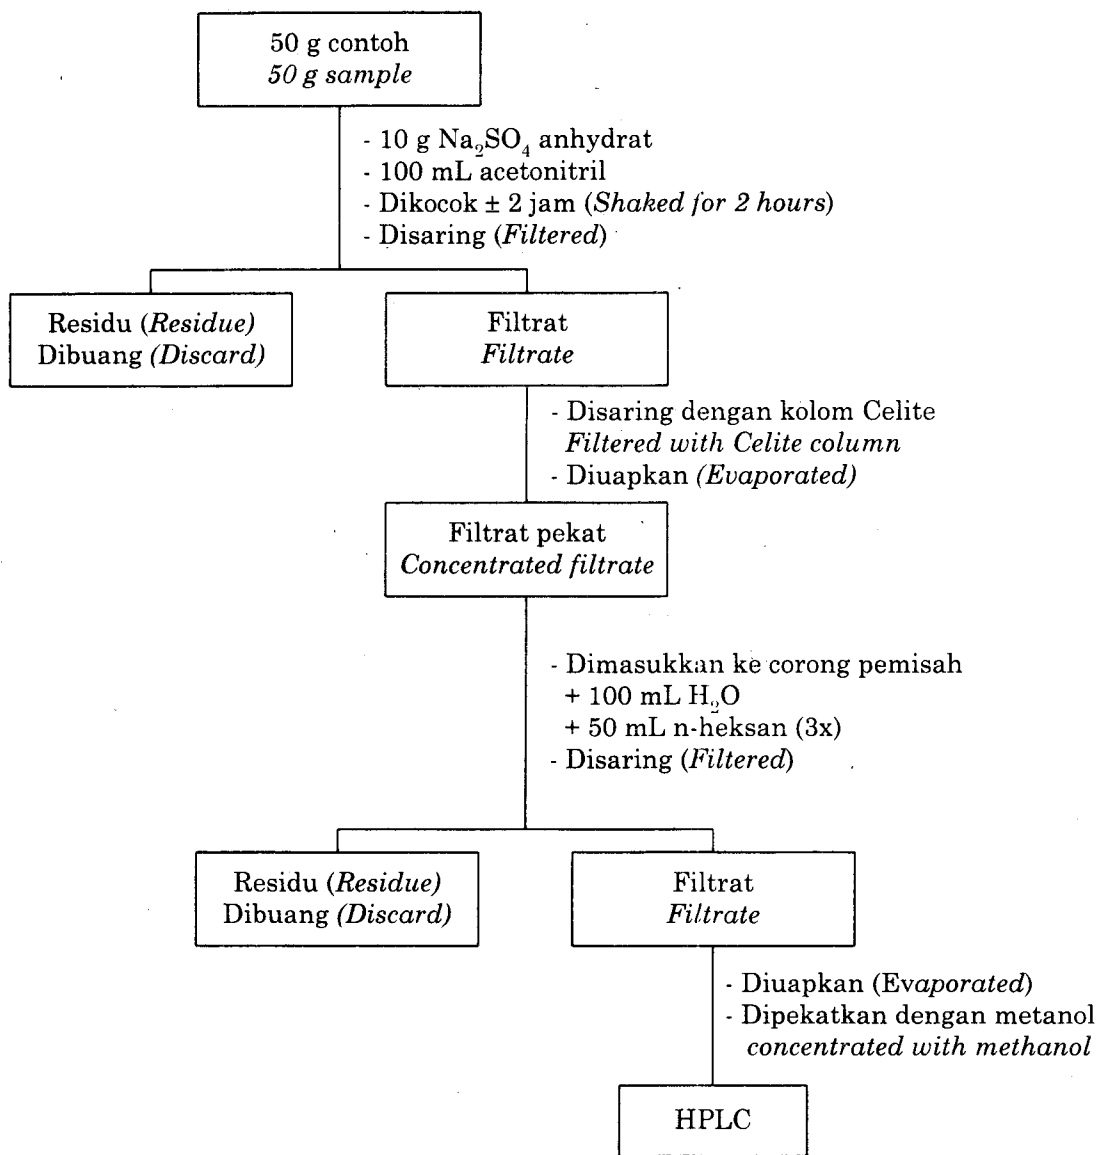 50 g contoh
50 g sample
- 10 g Na₂SO₄ anhydrat
- 100 mL acetonitril
- Dikocok ± 2 jam (Shaked for 2 hours)
- Disaring (Filtered)
Residu (Residue)
Dibuang (Discard)
Filtrat
Filtrate
- Disaring dengan kolom Celite
Filtered with Celite column
- Diuapkan (Evaporated)
Filtrat pekat
Concentrated filtrate
- Dimasukkan ke corong pemisah
+ 100 mL H₂O
+ 50 mL n-heksan (3x)
- Disaring (Filtered)
Residu (Residue)
Dibuang (Discard)
Filtrat
Filtrate
- Diuapkan (Evaporated)
- Dipekatkan dengan metanol
concentrated with methanol
HPLC